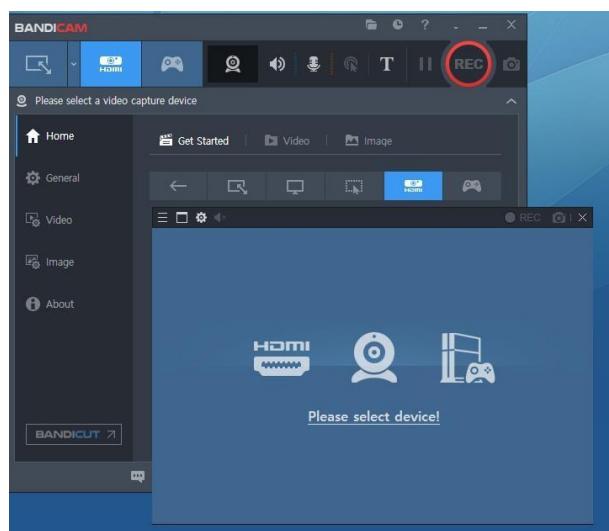 BANDICAM
?
HDMI
T
REC
Please select a video capture device
Home
Get Started
Video
Image
General
HDMI
Video
REC
Image
About
HDMI
Please select device!
BANDICUT